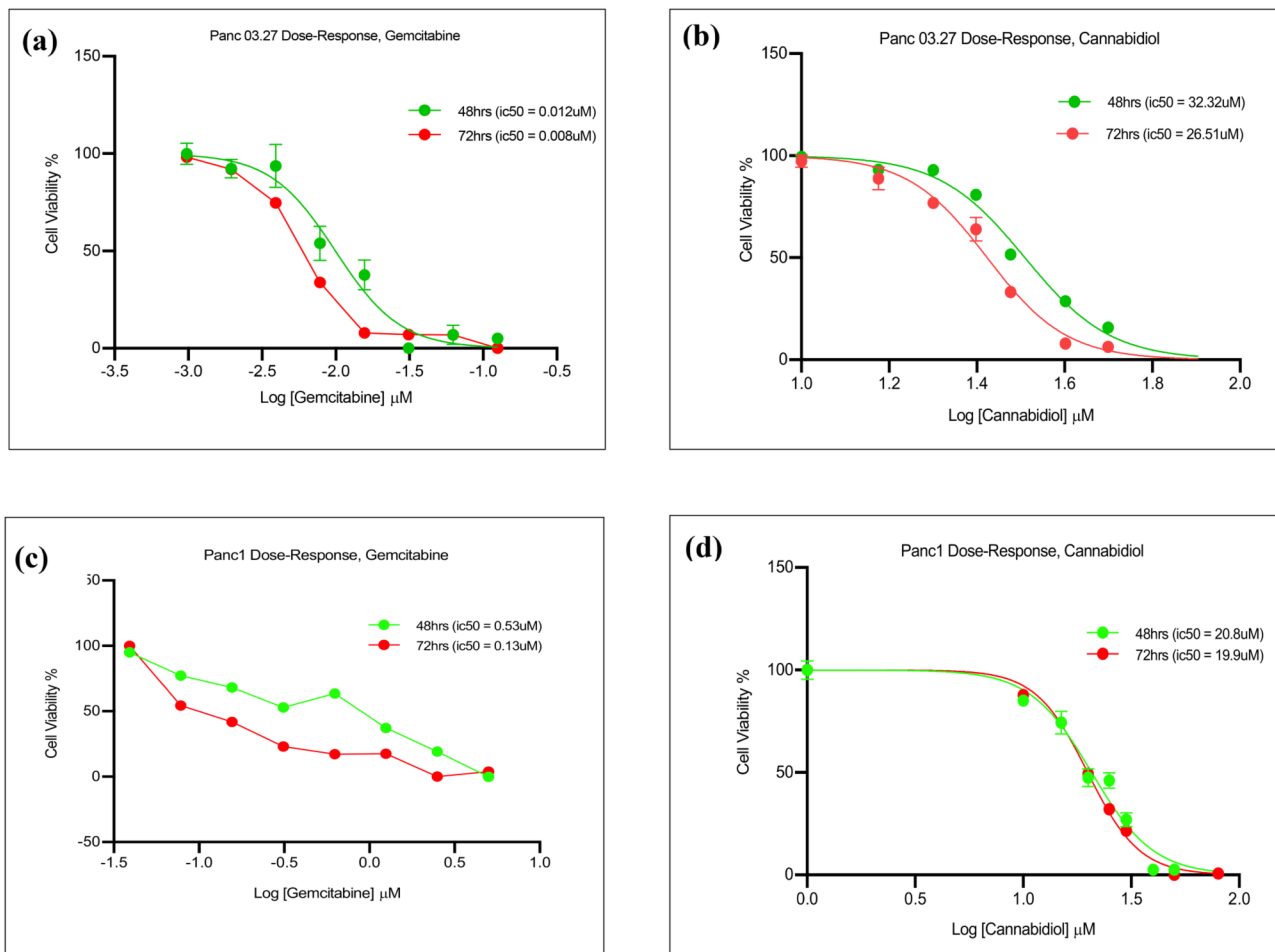 (a)
Panc 03.27 Dose-Response, Gemcitabine
48hrs (ic50 = 0.012uM)
72hrs (ic50 = 0.008uM)
Cell Viability %
150
100
50
0
-3.5 -3.0 -2.5 -2.0 -1.5 -1.0 -0.5
Log [Gemcitabine] μM
(b)
Panc 03.27 Dose-Response, Cannabidiol
48hrs (ic50 = 32.32uM)
72hrs (ic50 = 26.51uM)
Cell Viability %
150
100
50
0
1.0 1.2 1.4 1.6 1.8 2.0
Log [Cannabidiol] μM
(c)
Panc1 Dose-Response, Gemcitabine
48hrs (ic50 = 0.53uM)
72hrs (ic50 = 0.13uM)
Cell Viability %
50
100
50
0
-50
-1.5 -1.0 -0.5 0.0 0.5 1.0
Log [Gemcitabine] μM
(d)
Panc1 Dose-Response, Cannabidiol
48hrs (ic50 = 20.8uM)
72hrs (ic50 = 19.9uM)
Cell Viability %
150
100
50
0
0.0 0.5 1.0 1.5 2.0
Log [Cannabidiol] μM